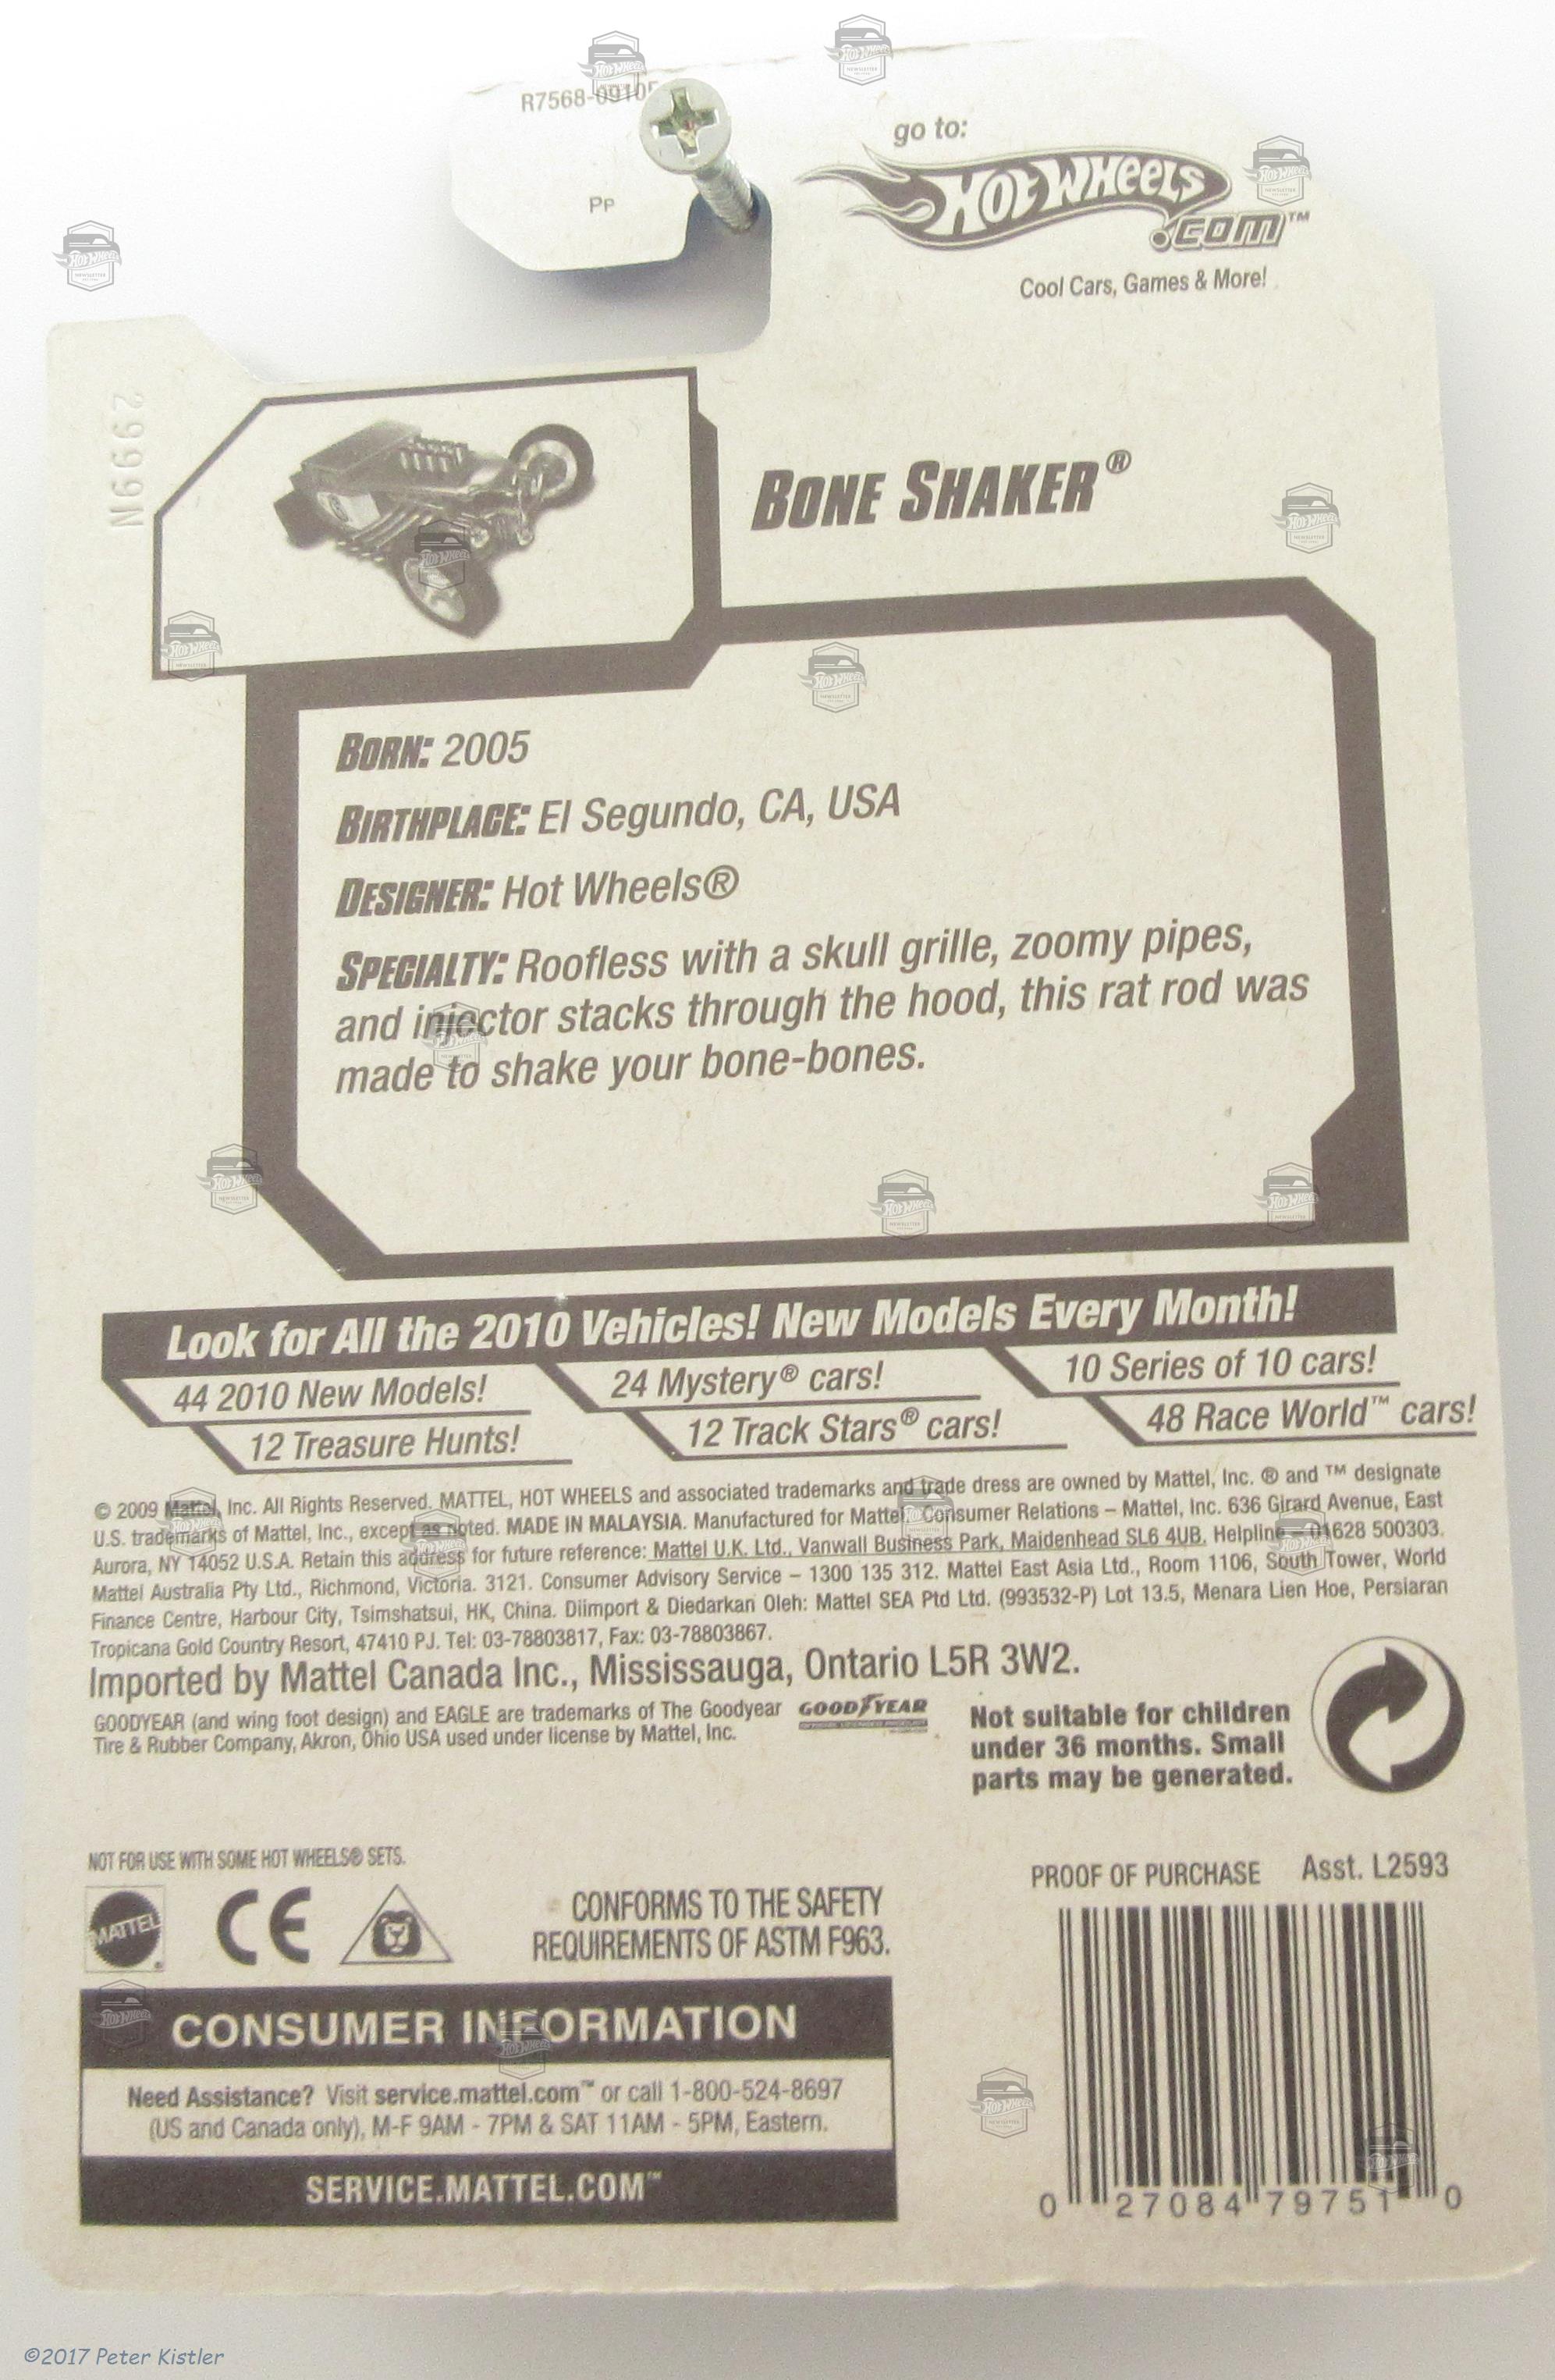 R7568-0910
Pp
go to:
HOT WHEELS
.COM™
Cool Cars, Games & More!
2999N
BONE SHAKER®
BORN: 2005
BIRTHPLACE: El Segundo, CA, USA
DESIGNER: Hot Wheels®
SPECIALTY: Roofless with a skull grille, zoomy pipes,
and injector stacks through the hood, this rat rod was
made to shake your bone-bones.
Look for All the 2010 Vehicles! New Models Every Month!
44 2010 New Models!
24 Mystery® cars!
10 Series of 10 cars!
12 Treasure Hunts!
12 Track Stars® cars!
48 Race World™ cars!
© 2009 Mattel, Inc. All Rights Reserved. MATTEL, HOT WHEELS and associated trademarks and trade dress are owned by Mattel, Inc. ® and ™ designate
U.S. trademarks of Mattel, Inc., except as noted. MADE IN MALAYSIA. Manufactured for Mattel. Consumer Relations – Mattel, Inc. 636 Girard Avenue, East
Aurora, NY 14052 U.S.A. Retain this address for future reference: Mattel U.K. Ltd., Vanwall Business Park, Maidenhead SL6 4UB. Helpline – 01628 500303.
Mattel Australia Pty Ltd., Richmond, Victoria. 3121. Consumer Advisory Service – 1300 135 312. Mattel East Asia Ltd., Room 1106, South Tower, World
Finance Centre, Harbour City, Tsimshatsui, HK, China. Diimport & Diedarkan Oleh: Mattel SEA Ptd Ltd. (993532-P) Lot 13.5, Menara Lien Hoe, Persiaran
Tropicana Gold Country Resort, 47410 PJ. Tel: 03-78803817, Fax: 03-78803867.
Imported by Mattel Canada Inc., Mississauga, Ontario L5R 3W2.
GOODYEAR (and wing foot design) and EAGLE are trademarks of The Goodyear
Tire & Rubber Company, Akron, Ohio USA used under license by Mattel, Inc.
GOODYEAR
Not suitable for children
under 36 months. Small
parts may be generated.
NOT FOR USE WITH SOME HOT WHEELS® SETS.
MATTEL
CE
CONFORMS TO THE SAFETY
REQUIREMENTS OF ASTM F963.
PROOF OF PURCHASE Asst. L2593
CONSUMER INFORMATION
Need Assistance? Visit service.mattel.com™ or call 1-800-524-8697
(US and Canada only), M-F 9AM - 7PM & SAT 11AM - 5PM, Eastern.
SERVICE.MATTEL.COM™
0 27084 79751 0
©2017 Peter Kistler